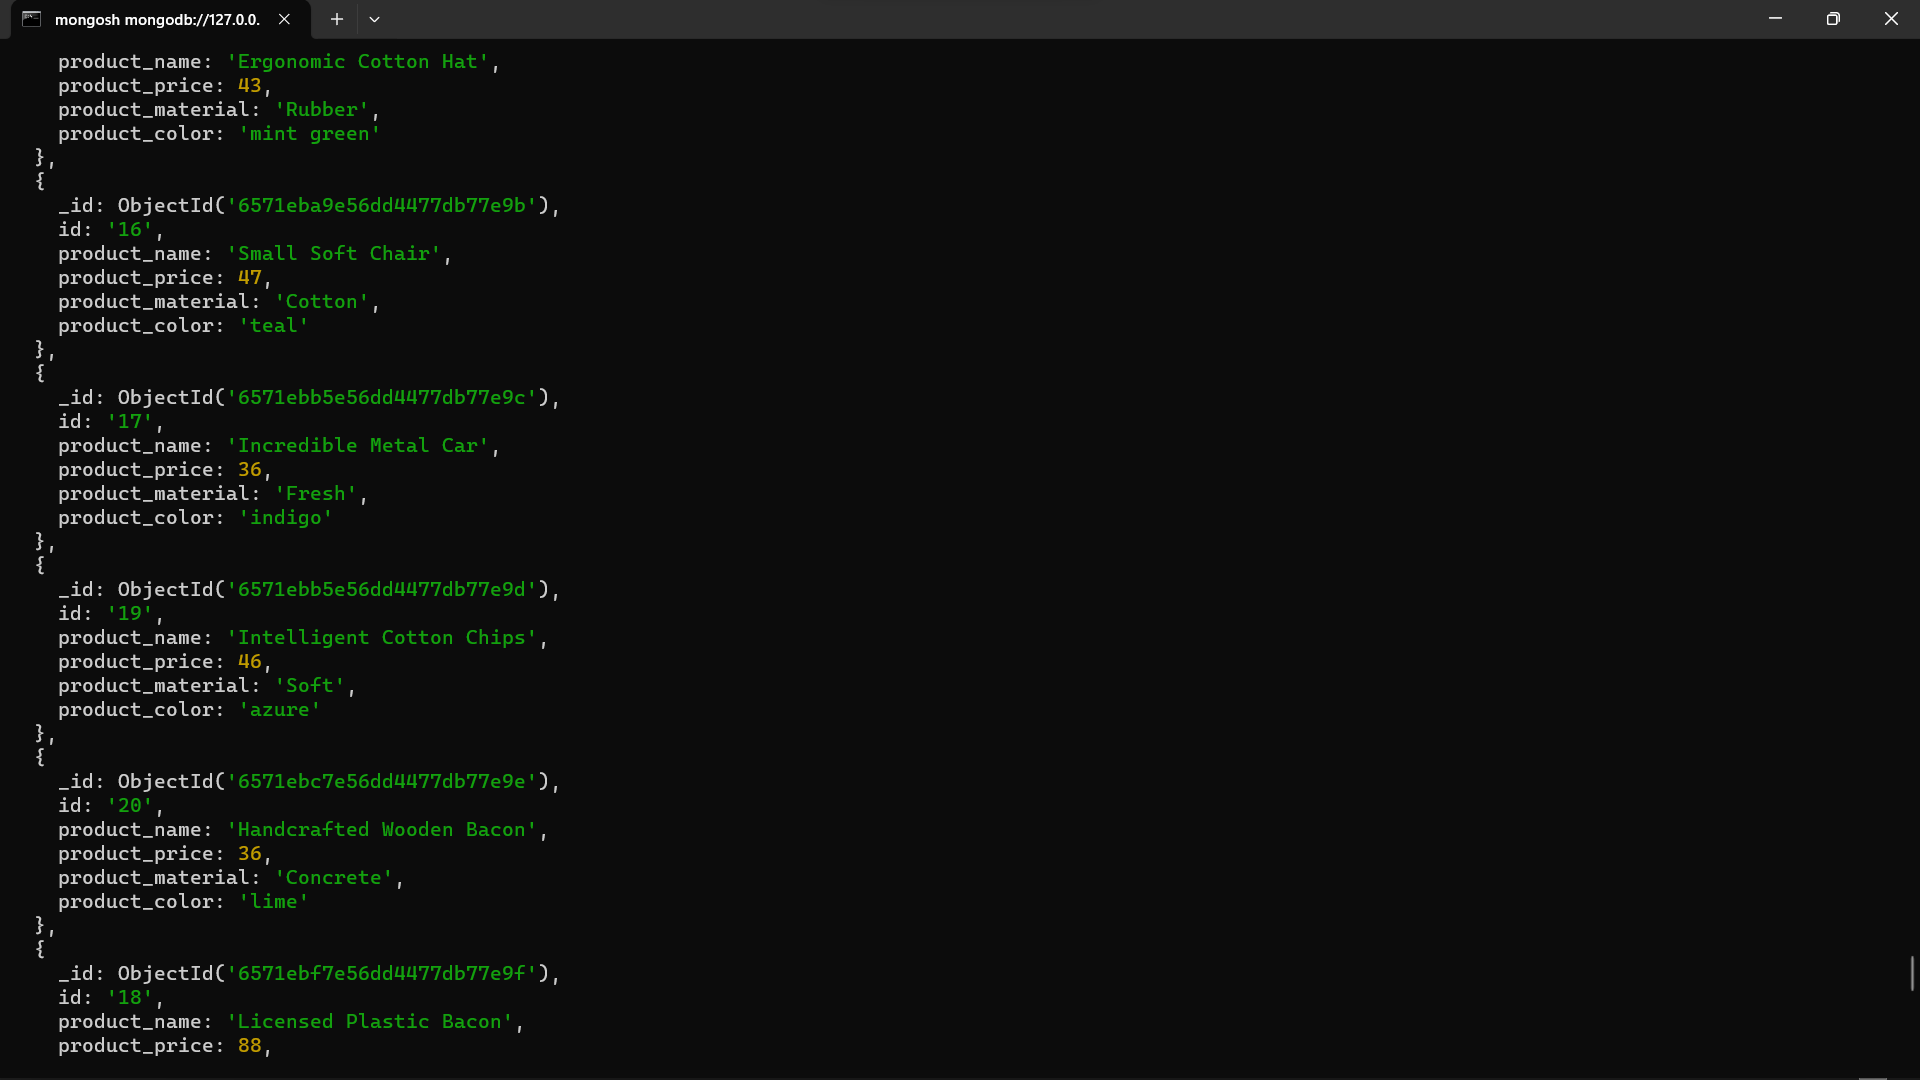 mongosh mongodb://127.0.0.
product_name: 'Ergonomic Cotton Hat',
product_price: 43,
product_material: 'Rubber',
product_color: 'mint green'
},
{
_id: ObjectId('6571eba9e56dd4477db77e9b'),
id: '16',
product_name: 'Small Soft Chair',
product_price: 47,
product_material: 'Cotton',
product_color: 'teal'
},
{
_id: ObjectId('6571ebb5e56dd4477db77e9c'),
id: '17',
product_name: 'Incredible Metal Car',
product_price: 36,
product_material: 'Fresh',
product_color: 'indigo'
},
{
_id: ObjectId('6571ebb5e56dd4477db77e9d'),
id: '19',
product_name: 'Intelligent Cotton Chips',
product_price: 46,
product_material: 'Soft',
product_color: 'azure'
},
{
_id: ObjectId('6571ebc7e56dd4477db77e9e'),
id: '20',
product_name: 'Handcrafted Wooden Bacon',
product_price: 36,
product_material: 'Concrete',
product_color: 'lime'
},
{
_id: ObjectId('6571ebf7e56dd4477db77e9f'),
id: '18',
product_name: 'Licensed Plastic Bacon',
product_price: 88,